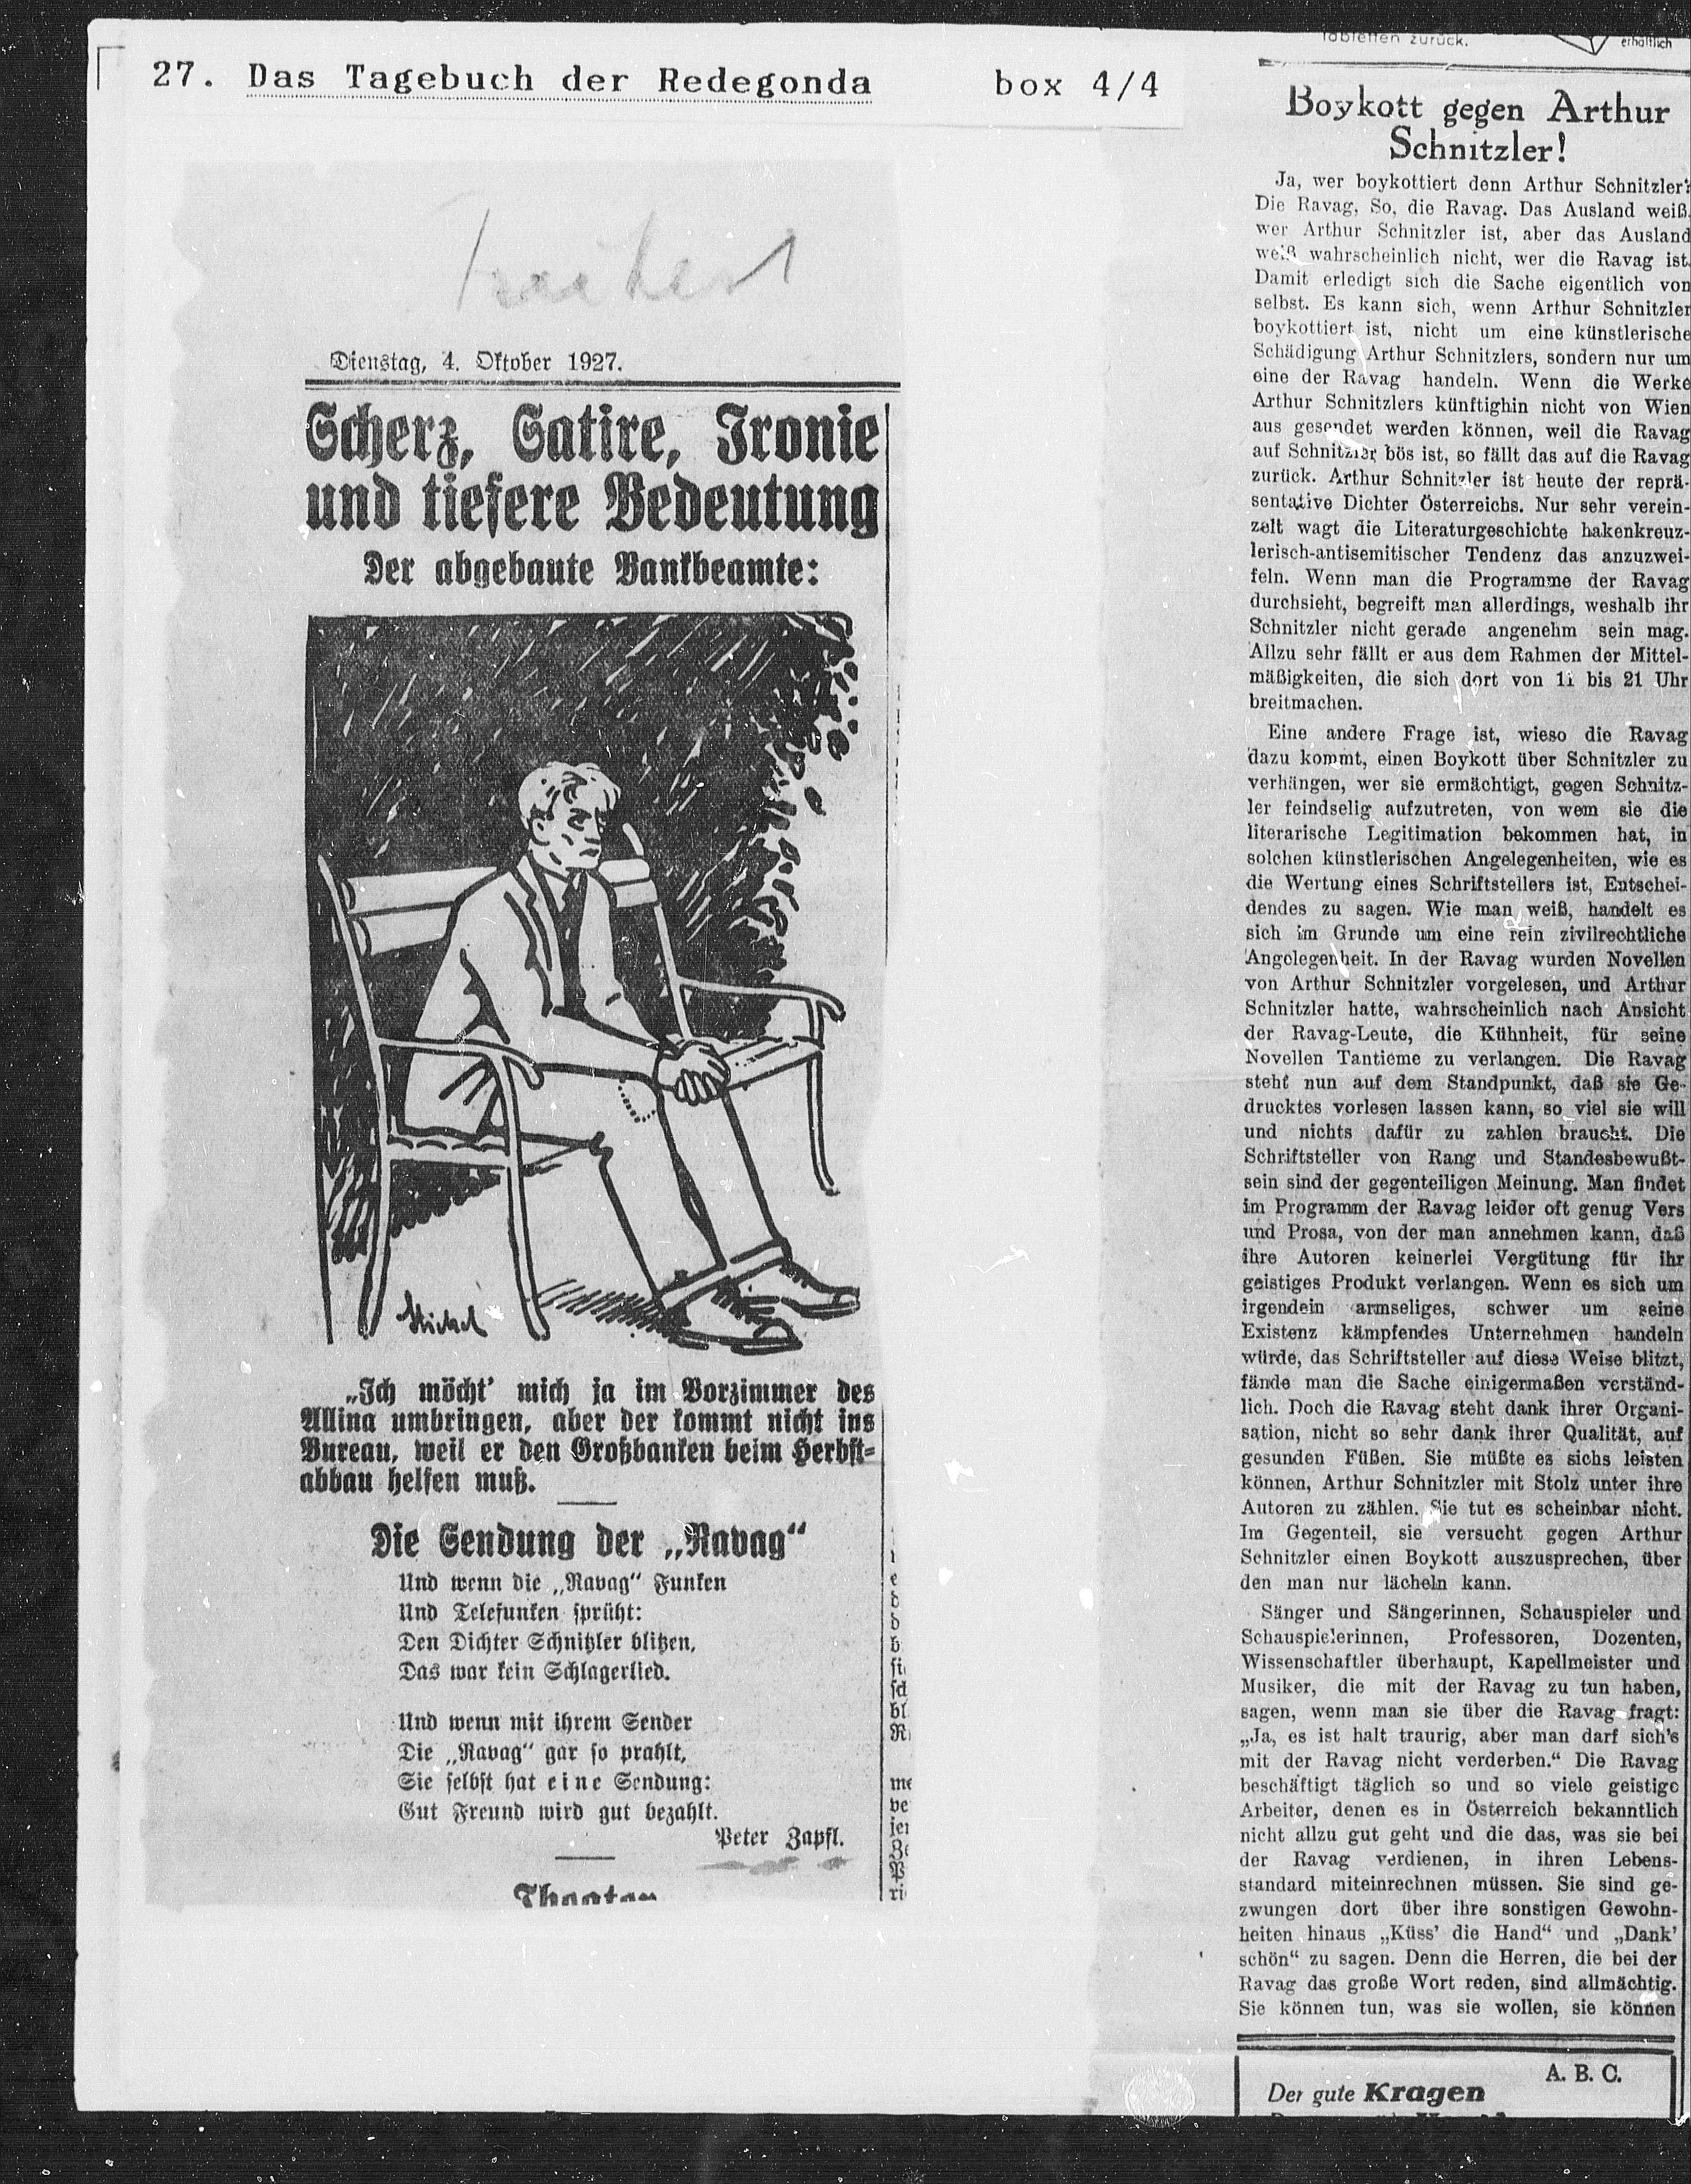 27. Das Tagebuch der Redegonda box 4/4
Dienstag, 4. Oktober 1927.
Scherz, Satire, Ironie
und tiefere Bedeutung
Der abgebaute Bankbeamte:
„Ich möcht' mich ja im Vorzimmer des
Allina umbringen, aber der kommt nicht ins
Bureau, weil er den Großbanken beim Herbst-
abbau helfen muß.
Die Sendung der „Ravag“
Und wenn die „Ravag“ Funken
Und Telefunken sprüht:
Den Dichter Schnitzler blitzen,
Das war kein Schlagerlied.
Und wenn mit ihrem Sender
Die „Ravag“ gar so prahlt,
Sie selbst hat eine Sendung:
Gut Freund wird gut bezahlt.
Peter Zapfl.
Theater
Tabletten zurück.
erhältlich
Boykott gegen Arthur
Schnitzler!
Ja, wer boykottiert denn Arthur Schnitzler?
Die Ravag. So, die Ravag. Das Ausland weiß,
wer Arthur Schnitzler ist, aber das Ausland
weiß wahrscheinlich nicht, wer die Ravag ist.
Damit erledigt sich die Sache eigentlich von
selbst. Es kann sich, wenn Arthur Schnitzler
boykottiert ist, nicht um eine künstlerische
Schädigung Arthur Schnitzlers, sondern nur um
eine der Ravag handeln. Wenn die Werke
Arthur Schnitzlers künftighin nicht von Wien
aus gesendet werden können, weil die Ravag
auf Schnitzler bös ist, so fällt das auf die Ravag
zurück. Arthur Schnitzler ist heute der reprä-
sentative Dichter Österreichs. Nur sehr verein-
zelt wagt die Literaturgeschichte hakenkreuz-
lerisch-antisemitischer Tendenz das anzuzwei-
feln. Wenn man die Programme der Ravag
durchsieht, begreift man allerdings, weshalb ihr
Schnitzler nicht gerade angenehm sein mag.
Allzu sehr fällt er aus dem Rahmen der Mittel-
mäßigkeiten, die sich dort von 11 bis 21 Uhr
breitmachen.
Eine andere Frage ist, wieso die Ravag
dazu kommt, einen Boykott über Schnitzler zu
verhängen, wer sie ermächtigt, gegen Schnitz-
ler feindselig aufzutreten, von wem sie die
literarische Legitimation bekommen hat, in
solchen künstlerischen Angelegenheiten, wie es
die Wertung eines Schriftstellers ist, Entschei-
dendes zu sagen. Wie man weiß, handelt es
sich im Grunde um eine rein zivilrechtliche
Angelegenheit. In der Ravag wurden Novellen
von Arthur Schnitzler vorgelesen, und Arthur
Schnitzler hatte, wahrscheinlich nach Ansicht
der Ravag-Leute, die Kühnheit, für seine
Novellen Tantieme zu verlangen. Die Ravag
steht nun auf dem Standpunkt, daß sie Ge-
drucktes vorlesen lassen kann, so viel sie will
und nichts dafür zu zahlen braucht. Die
Schriftsteller von Rang und Standesbewußt-
sein sind der gegenteiligen Meinung. Man findet
im Programm der Ravag leider oft genug Vers
und Prosa, von der man annehmen kann, daß
ihre Autoren keinerlei Vergütung für ihr
geistiges Produkt verlangen. Wenn es sich um
irgendein armseliges, schwer um seine
Existenz kämpfendes Unternehmen handeln
würde, das Schriftsteller auf diese Weise blitzt,
fände man die Sache einigermaßen verständ-
lich. Doch die Ravag steht dank ihrer Organi-
sation, nicht so sehr dank ihrer Qualität, auf
gesunden Füßen. Sie müßte es sichs leisten
können, Arthur Schnitzler mit Stolz unter ihre
Autoren zu zählen. Sie tut es scheinbar nicht.
Im Gegenteil, sie versucht gegen Arthur
Schnitzler einen Boykott auszusprechen, über
den man nur lächeln kann.
Sänger und Sängerinnen, Schauspieler und
Schauspielerinnen, Professoren, Dozenten,
Wissenschaftler überhaupt, Kapellmeister und
Musiker, die mit der Ravag zu tun haben,
sagen, wenn man sie über die Ravag fragt:
„Ja, es ist halt traurig, aber man darf sich's
mit der Ravag nicht verderben.“ Die Ravag
beschäftigt täglich so und so viele geistige
Arbeiter, denen es in Österreich bekanntlich
nicht allzu gut geht und die das, was sie bei
der Ravag verdienen, in ihren Lebens-
standard miteinrechnen müssen. Sie sind ge-
zwungen dort über ihre sonstigen Gewohn-
heiten hinaus „Küss' die Hand“ und „Dank'
schön“ zu sagen. Denn die Herren, die bei der
Ravag das große Wort reden, sind allmächtig.
Sie können tun, was sie wollen, sie können
A. B. C.
Der gute Kragen